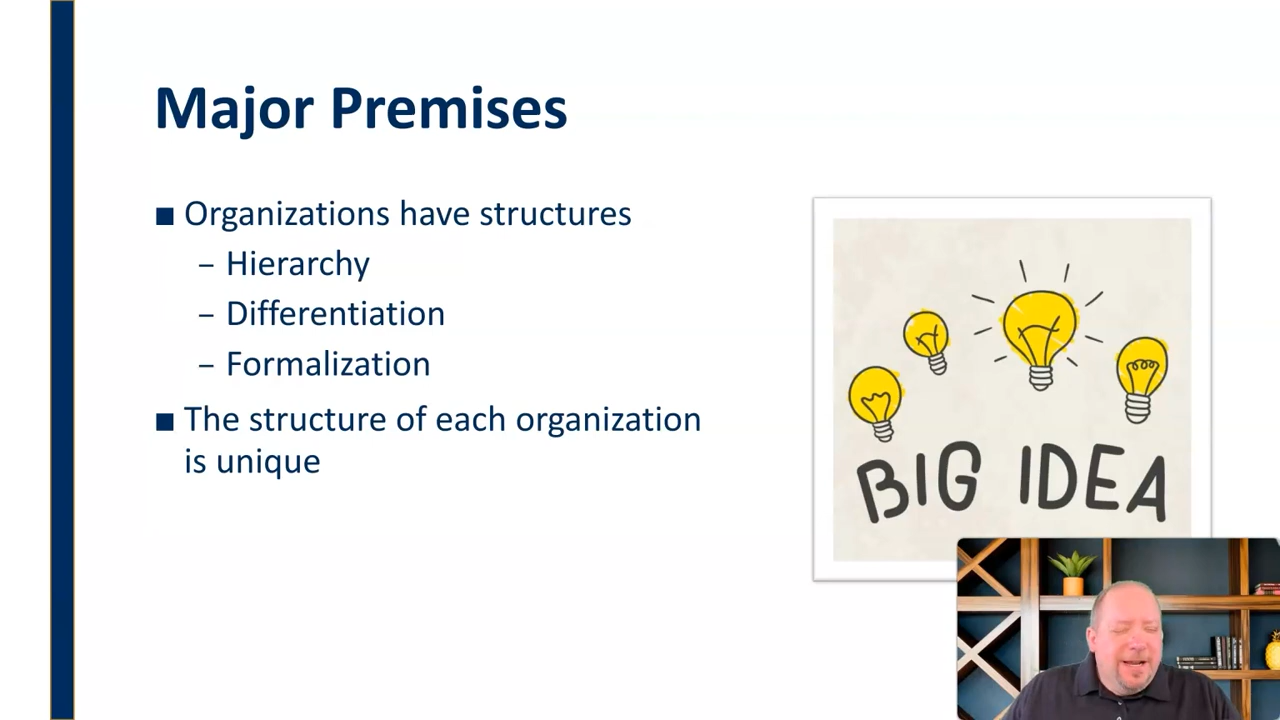 Major Premises
■ Organizations have structures
– Hierarchy
– Differentiation
– Formalization
■ The structure of each organization
is unique
BIG IDEA